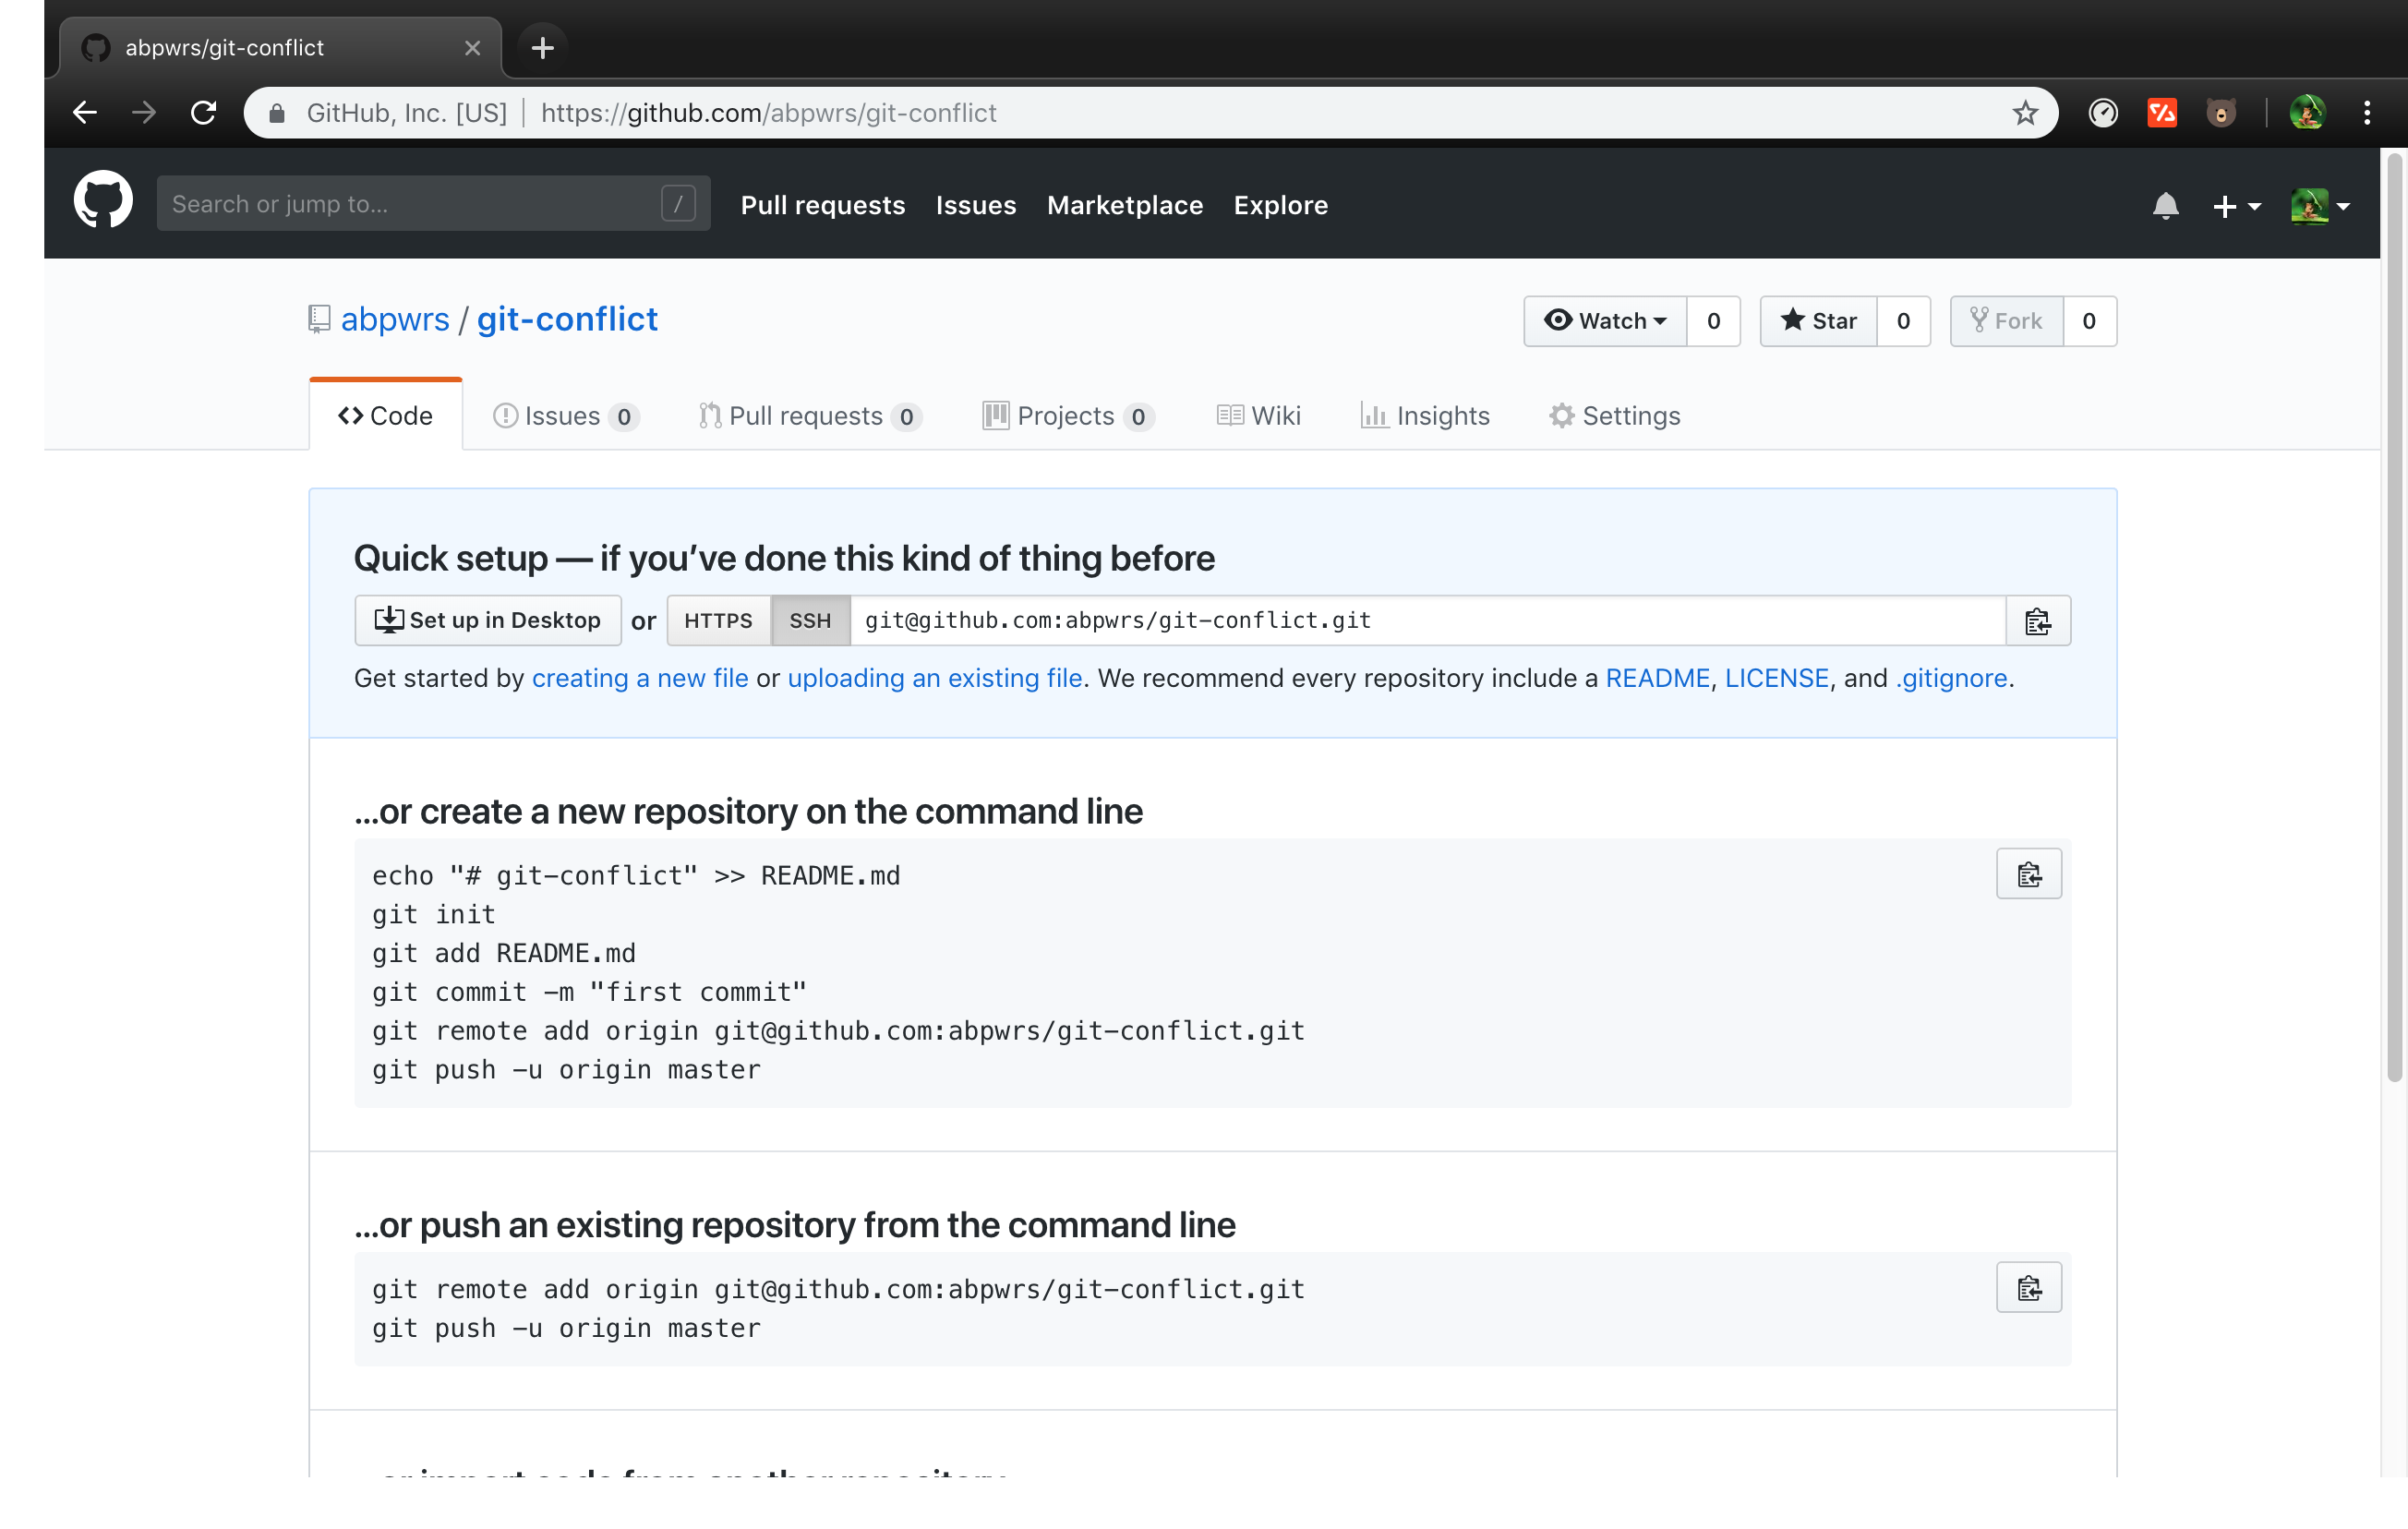 abpwrs/git-conflict
GitHub, Inc. [US] | https://github.com/abpwrs/git-conflict
Search or jump to... /
Pull requests Issues Marketplace Explore
abpwrs / git-conflict
Watch 0 Star 0 Fork 0
Code Issues 0 Pull requests 0 Projects 0 Wiki Insights Settings
Quick setup — if you’ve done this kind of thing before
Set up in Desktop or HTTPS SSH git@github.com:abpwrs/git-conflict.git
Get started by creating a new file or uploading an existing file. We recommend every repository include a README, LICENSE, and .gitignore.
…or create a new repository on the command line
echo "# git-conflict" >> README.md
git init
git add README.md
git commit -m "first commit"
git remote add origin git@github.com:abpwrs/git-conflict.git
git push -u origin master
…or push an existing repository from the command line
git remote add origin git@github.com:abpwrs/git-conflict.git
git push -u origin master
…or import code from another repository